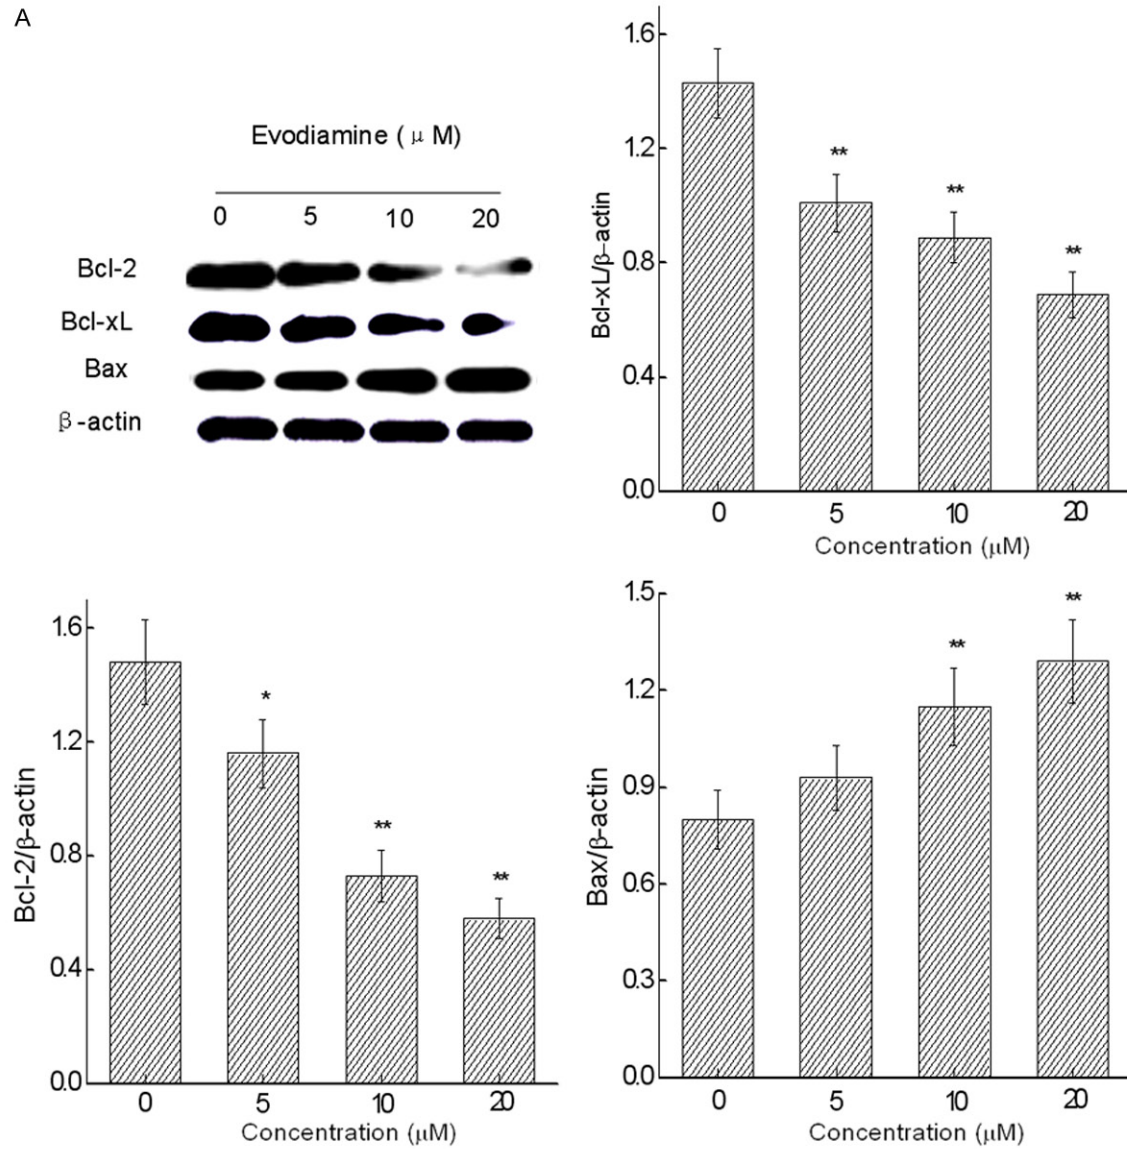 A
Evodiamine ( μ M)
0 5 10 20
Bcl-2
Bcl-xL
Bax
β-actin
Bcl-xL/β-actin
1.6
1.2
0.8
0.4
0.0
** ** **
0 5 10 20
Concentration (μM)
Bcl-2/β-actin
1.6
1.2
0.8
0.4
0.0
* ** **
0 5 10 20
Concentration (μM)
Bax/β-actin
1.5
1.2
0.9
0.6
0.3
0.0
** **
0 5 10 20
Concentration (μM)